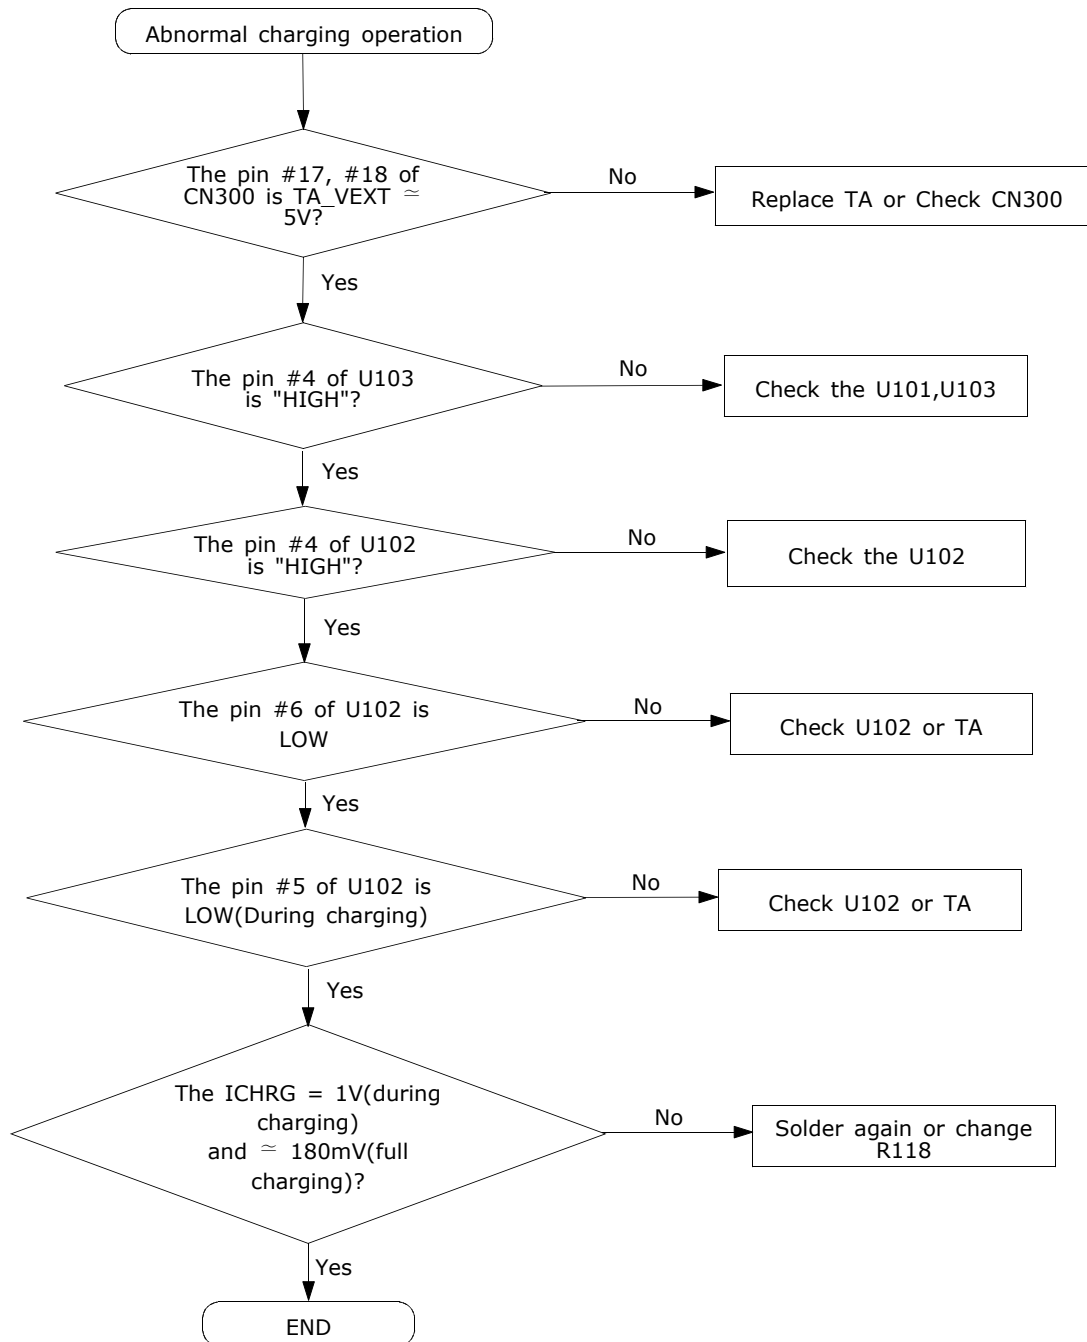 Abnormal charging operation
The pin #17, #18 of
CN300 is TA_VEXT ≃
5V?
No
Replace TA or Check CN300
Yes
The pin #4 of U103
is "HIGH"?
No
Check the U101,U103
Yes
The pin #4 of U102
is "HIGH"?
No
Check the U102
Yes
The pin #6 of U102 is
LOW
No
Check U102 or TA
Yes
The pin #5 of U102 is
LOW(During charging)
No
Check U102 or TA
Yes
The ICHRG = 1V(during
charging)
and ≃ 180mV(full
charging)?
No
Solder again or change
R118
Yes
END